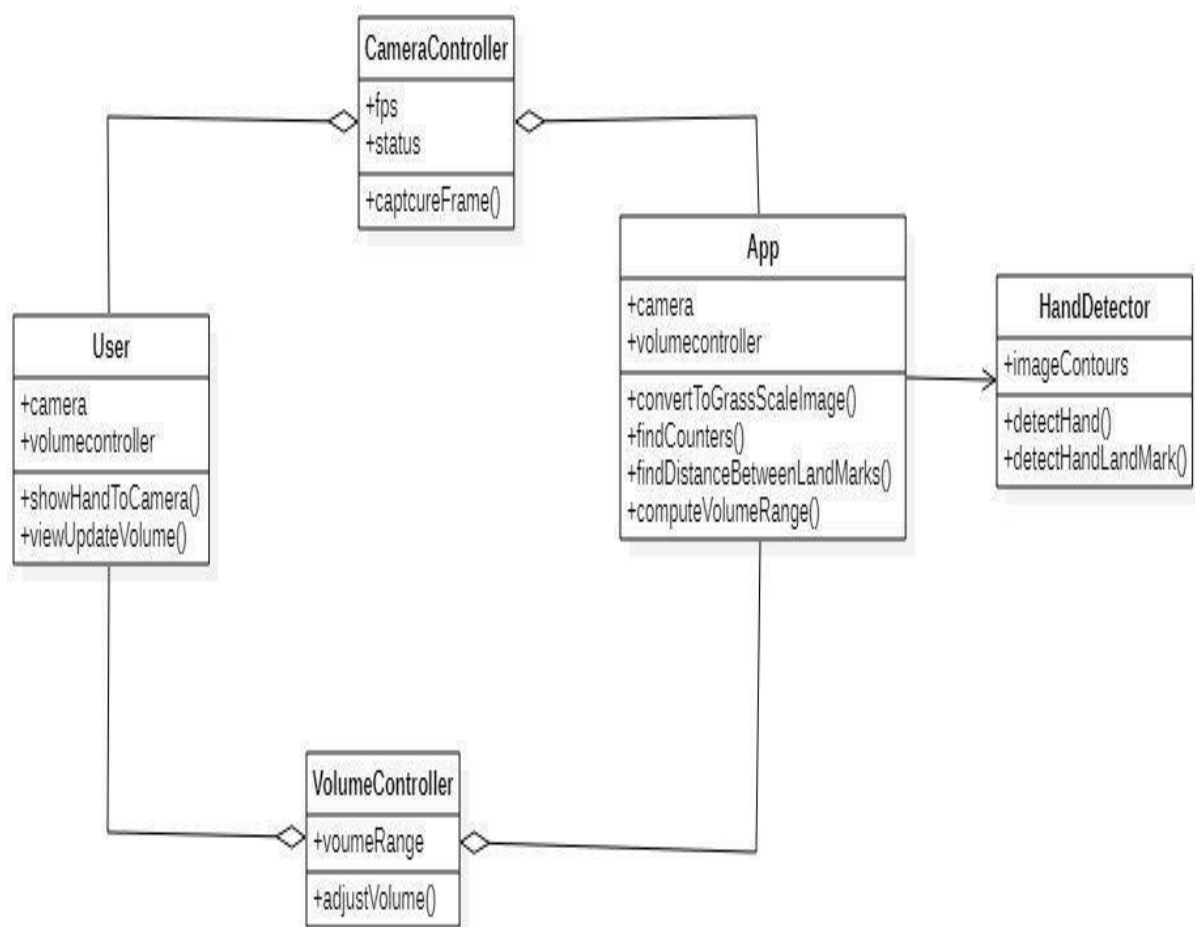 CameraController
+fps
+status
+captcureFrame()
App
+camera
+volumecontroller
+convertToGrassScaleImage()
+findCounters()
+findDistanceBetweenLandMarks()
+computeVolumeRange()
HandDetector
+imageContours
+detectHand()
+detectHandLandMark()
User
+camera
+volumecontroller
+showHandToCamera()
+viewUpdateVolume()
VolumeController
+voumeRange
+adjustVolume()